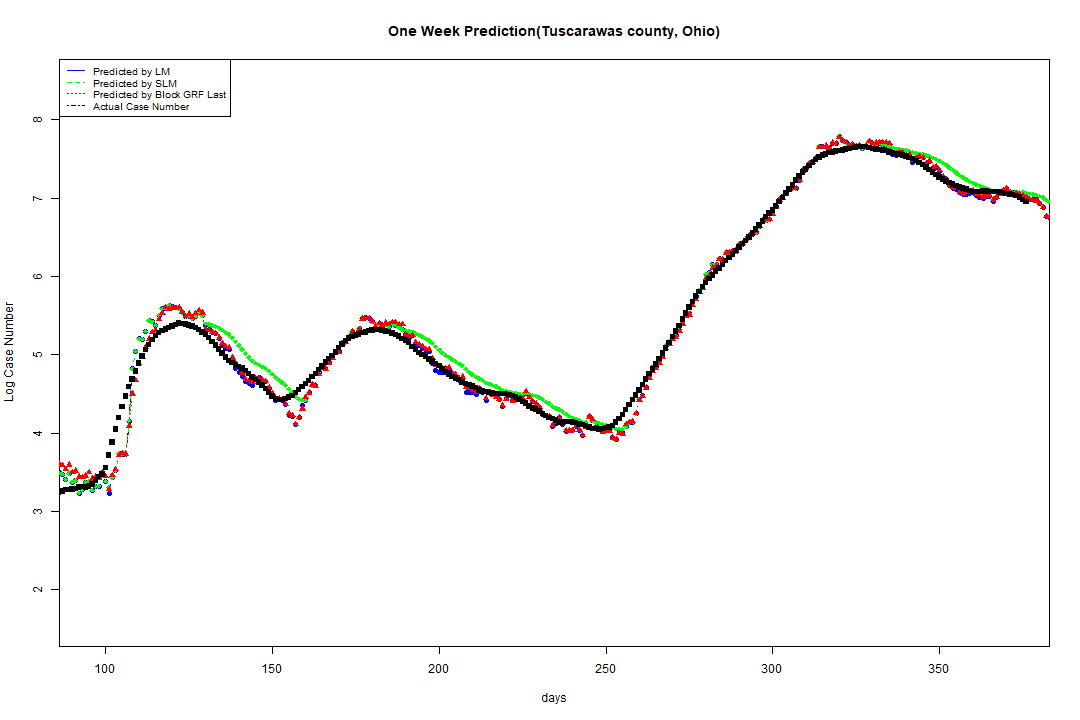 One Week Prediction(Tuscarawas county, Ohio)
Predicted by LM
Predicted by SLM
Predicted by Block GRF Last
Actual Case Number
8
7
6
5
4
3
2
Log Case Number
100 150 200 250 300 350
days